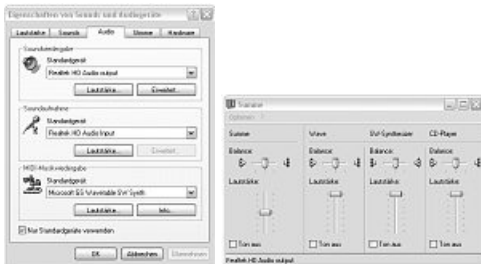 Eigenschaften von Sounds und Audiogeräte
Lautstärke Sounds Audio Stimme Hardware
Soundwiedergabe
Standardgerät:
Realtek HD Audio output
Lautstärke... Erweitert...
Soundaufnahme
Standardgerät:
Realtek HD Audio Input
Lautstärke... Erweitert...
MIDI-Musikwiedergabe
Standardgerät:
Microsoft GS Wavetable SW Synth
Lautstärke... Info...
Nur Standardgeräte verwenden
OK Abbrechen Übernehmen
Summe
Optionen ?
Summe Wave SW-Synthesizer CD-Player
Balance: Balance: Balance: Balance:
Lautstärke: Lautstärke: Lautstärke: Lautstärke:
Ton aus Ton aus Ton aus Ton aus
Realtek HD Audio output